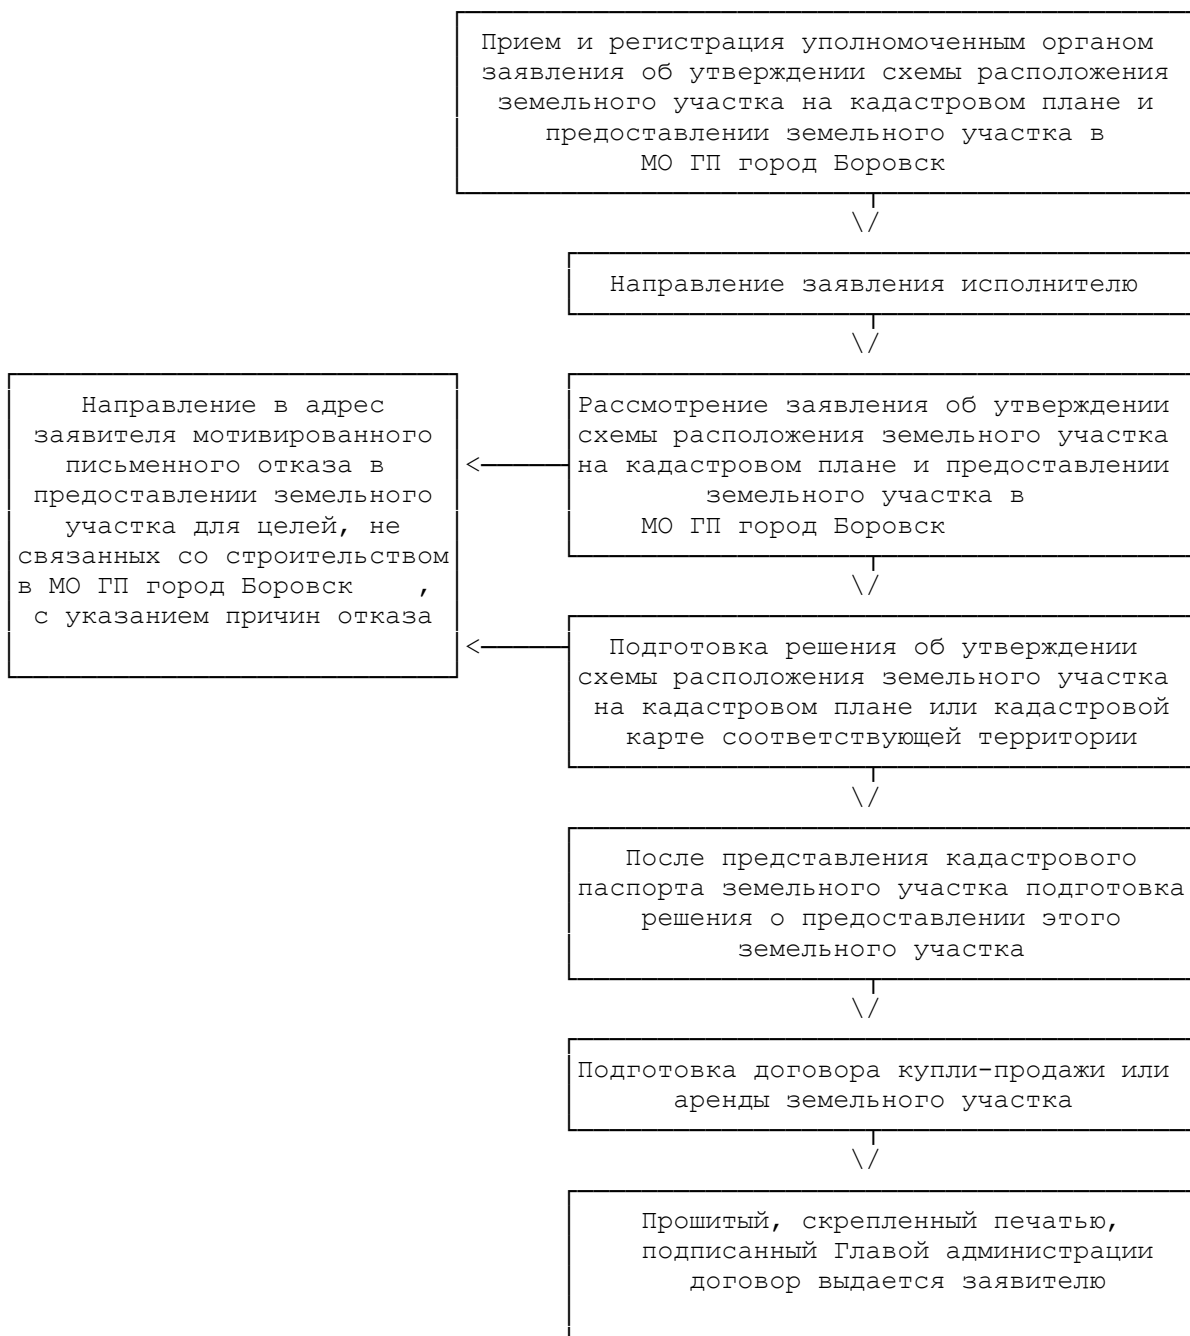 Прием и регистрация уполномоченным органом
заявления об утверждении схемы расположения
земельного участка на кадастровом плане и
предоставлении земельного участка в
МО ГП город Боровск
Направление заявления исполнителю
Рассмотрение заявления об утверждении
схемы расположения земельного участка
на кадастровом плане и предоставлении
земельного участка в
МО ГП город Боровск
Направление в адрес
заявителя мотивированного
письменного отказа в
предоставлении земельного
участка для целей, не
связанных со строительством
в МО ГП город Боровск    ,
с указанием причин отказа
Подготовка решения об утверждении
схемы расположения земельного участка
на кадастровом плане или кадастровой
карте соответствующей территории
После представления кадастрового
паспорта земельного участка подготовка
решения о предоставлении этого
земельного участка
Подготовка договора купли-продажи или
аренды земельного участка
Прошитый, скрепленный печатью,
подписанный Главой администрации
договор выдается заявителю